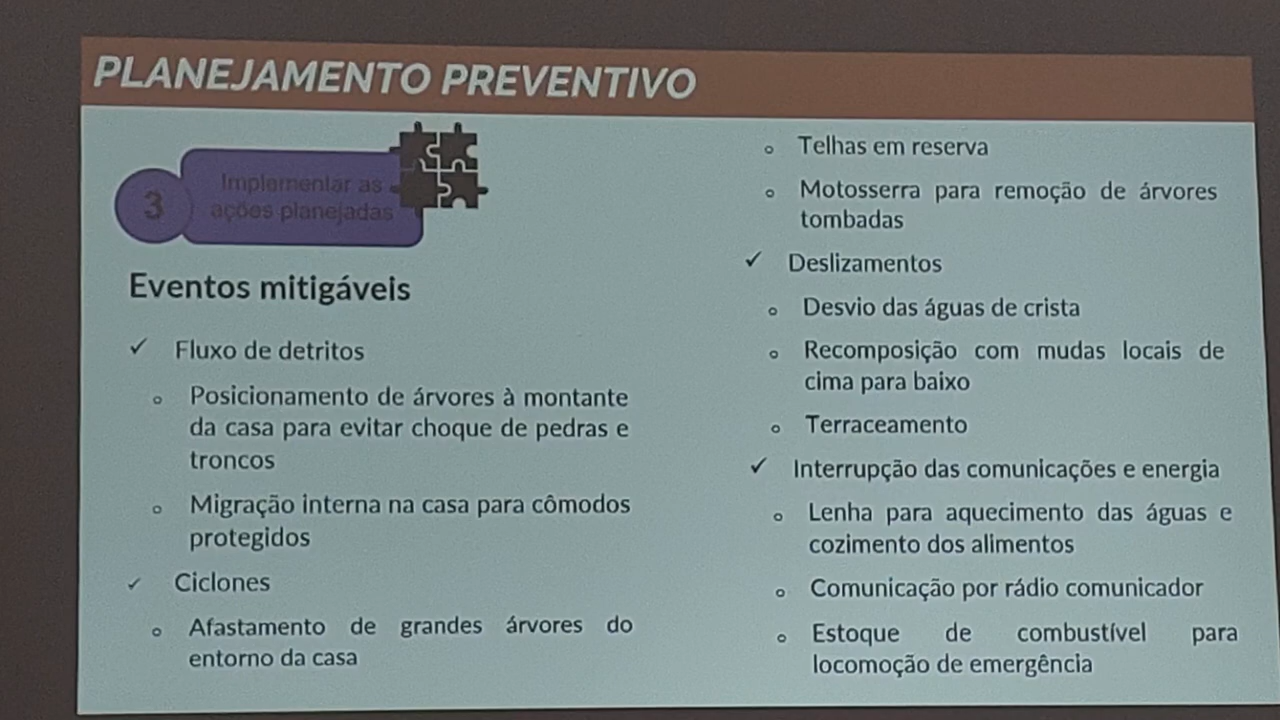 PLANEJAMENTO PREVENTIVO
3
Implementar as
ações planejadas
Eventos mitigáveis
✓ Fluxo de detritos
o Posicionamento de árvores à montante
da casa para evitar choque de pedras e
troncos
o Migração interna na casa para cômodos
protegidos
✓ Ciclones
o Afastamento de grandes árvores do
entorno da casa
o Telhas em reserva
o Motosserra para remoção de árvores
tombadas
✓ Deslizamentos
o Desvio das águas de crista
o Recomposição com mudas locais de
cima para baixo
o Terraceamento
✓ Interrupção das comunicações e energia
o Lenha para aquecimento das águas e
cozimento dos alimentos
o Comunicação por rádio comunicador
o Estoque de combustível para
locomoção de emergência